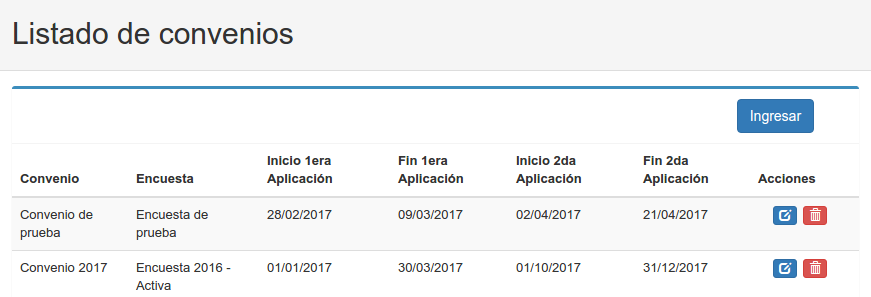 Listado de convenios
Ingresar
Inicio 1era Fin 1era Inicio 2da Fin 2da
Convenio Encuesta Aplicación Aplicación Aplicación Aplicación Acciones
Convenio de Encuesta de 28/02/2017 09/03/2017 02/04/2017 21/04/2017
prueba prueba
Convenio 2017 Encuesta 2016 - 01/01/2017 30/03/2017 01/10/2017 31/12/2017
Activa